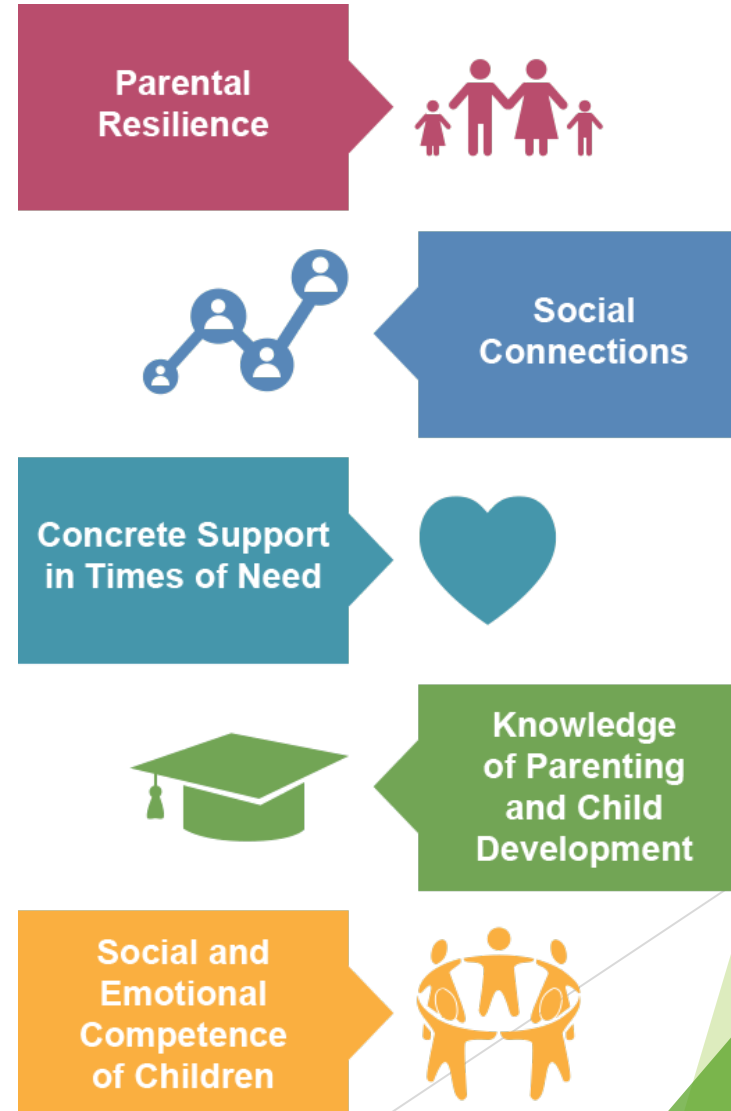 Parental
Resilience
Social
Connections
Concrete Support
in Times of Need
Knowledge
of Parenting
and Child
Development
Social and
Emotional
Competence
of Children